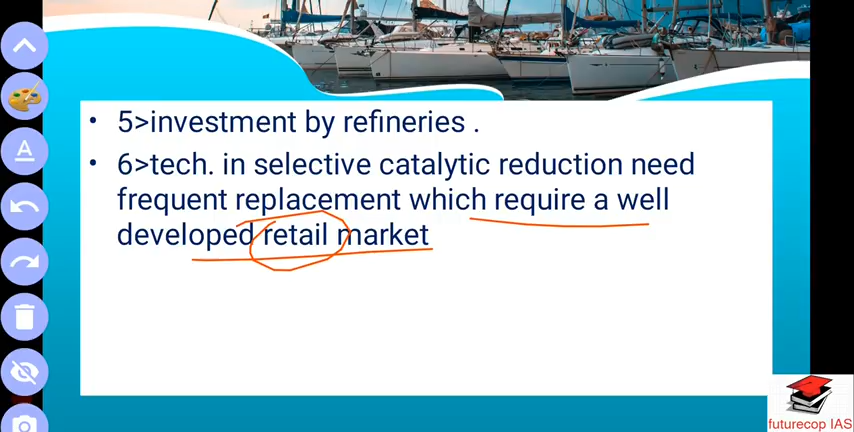 • 5>investment by refineries .
• 6>tech. in selective catalytic reduction need
frequent replacement which require a well
developed retail market
A
futurecop IAS